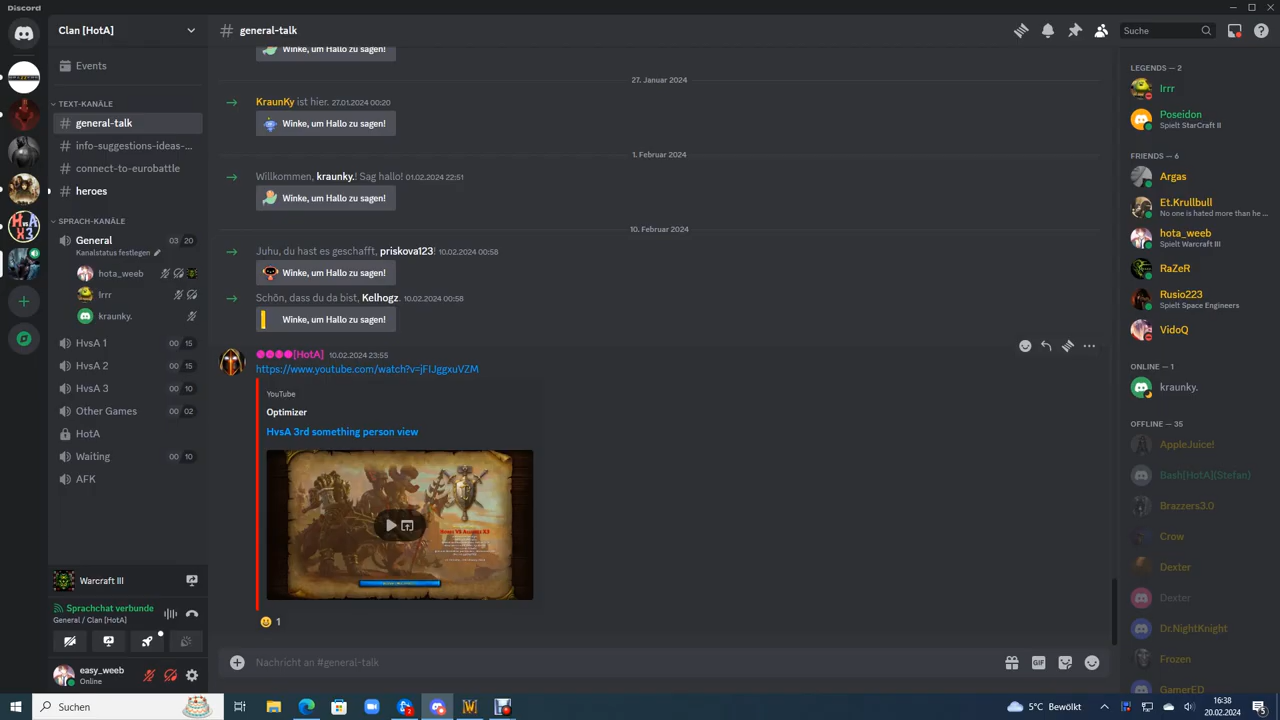 Discord
Clan [HotA]
Events
TEXT-KANÄLE
general-talk
info-suggestions-ideas-...
connect-to-eurobattle
heroes
SPRACH-KANÄLE
General 03 20
Kanalstatus festlegen
hota_weeb
lrrr
kraunky.
HvsA 1 00 15
HvsA 2 00 15
HvsA 3 00 10
Other Games 00 02
HotA
Waiting 00 10
AFK
Warcraft III
Sprachchat verbunde
General / Clan [HotA]
easy_weeb
Online
general-talk
Suche
Winke, um Hallo zu sagen!
27. Januar 2024
KraunKy ist hier. 27.01.2024 00:20
Winke, um Hallo zu sagen!
1. Februar 2024
Willkommen, kraunky.! Sag hallo! 01.02.2024 22:51
Winke, um Hallo zu sagen!
10. Februar 2024
Juhu, du hast es geschafft, priskova123! 10.02.2024 00:58
Winke, um Hallo zu sagen!
Schön, dass du da bist, Kelhogz. 10.02.2024 00:58
Winke, um Hallo zu sagen!
[HotA] 10.02.2024 23:55
https://www.youtube.com/watch?v=jFIJggxuVZM
YouTube
Optimizer
HvsA 3rd something person view
1
Nachricht an #general-talk
GIF
LEGENDS — 2
lrrr
Poseidon
Spielt StarCraft II
FRIENDS — 6
Argas
Et.Krullbull
No one is hated more than he ...
hota_weeb
Spielt Warcraft III
RaZeR
Rusio223
Spielt Space Engineers
VidoQ
ONLINE — 1
kraunky.
OFFLINE — 35
AppleJuice!
Bash[HotA](Stefan)
Brazzers3.0
Crow
Dexter
Dexter
Dr.NightKnight
Frozen
GamerED
Suchen
5°C Bewölkt
16:38
20.02.2024